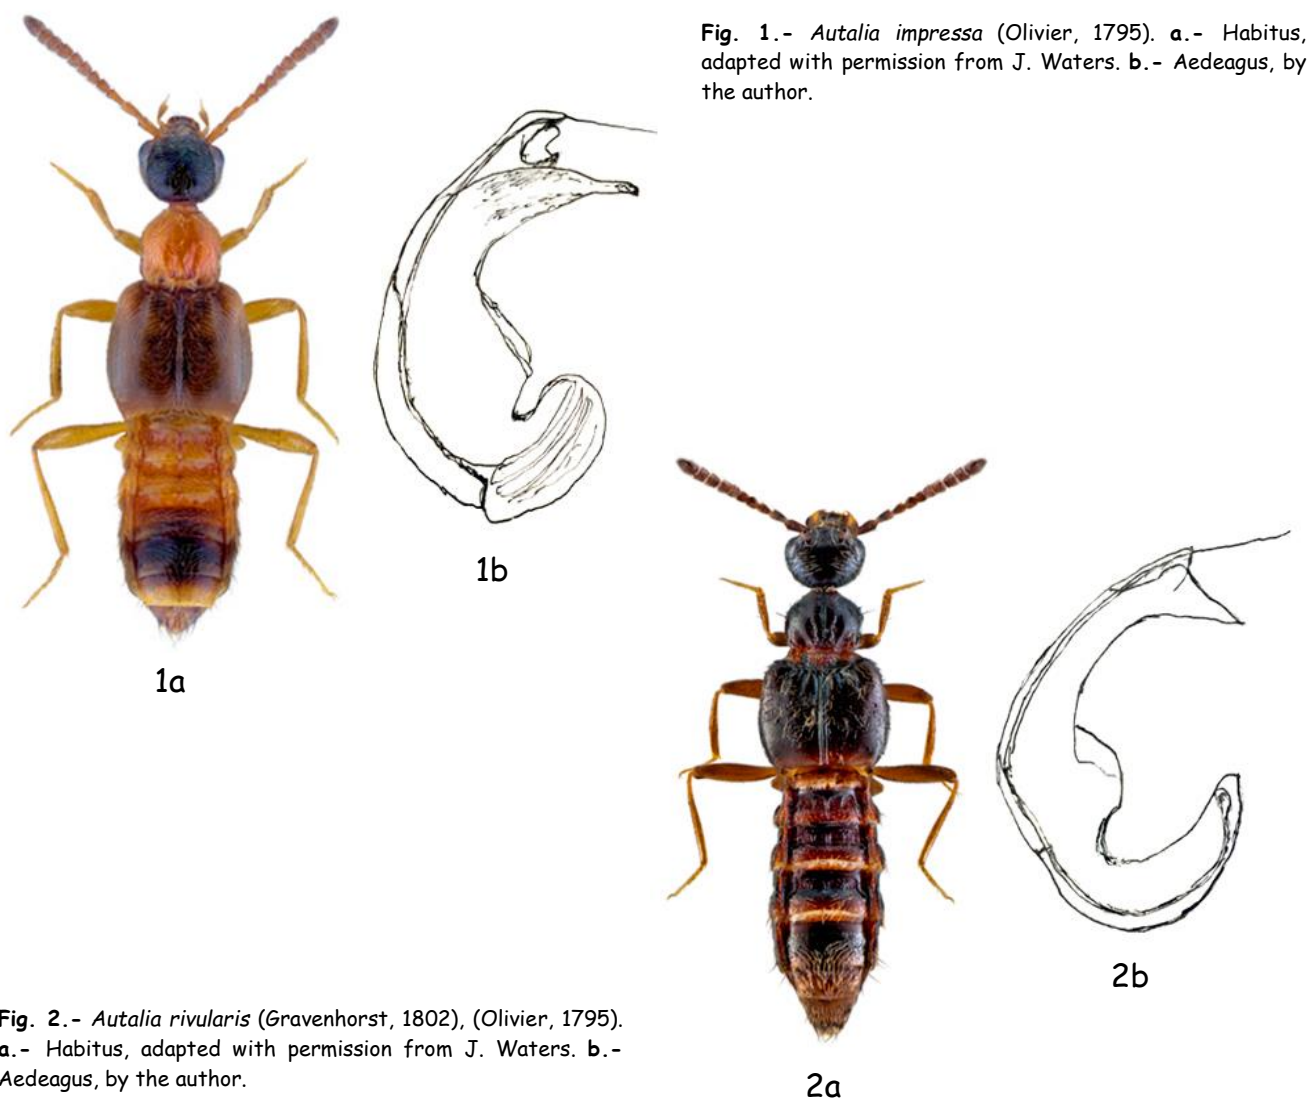 Fig. 1.- Autalia impressa (Olivier, 1795). a.- Habitus,
adapted with permission from J. Waters. b.- Aedeagus, by
the author.
1b
1a
2b
Fig. 2.- Autalia rivularis (Gravenhorst, 1802), (Olivier, 1795).
a.- Habitus, adapted with permission from J. Waters. b.-
Aedeagus, by the author.
2a